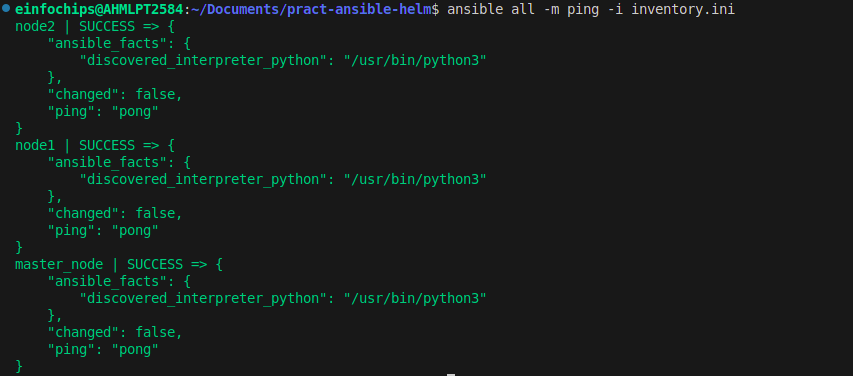 einfochips@AHMLPT2584:~/Documents/pract-ansible-helm$ ansible all -m ping -i inventory.ini
node2 | SUCCESS => {
    "ansible_facts": {
        "discovered_interpreter_python": "/usr/bin/python3"
    },
    "changed": false,
    "ping": "pong"
}
node1 | SUCCESS => {
    "ansible_facts": {
        "discovered_interpreter_python": "/usr/bin/python3"
    },
    "changed": false,
    "ping": "pong"
}
master_node | SUCCESS => {
    "ansible_facts": {
        "discovered_interpreter_python": "/usr/bin/python3"
    },
    "changed": false,
    "ping": "pong"
}